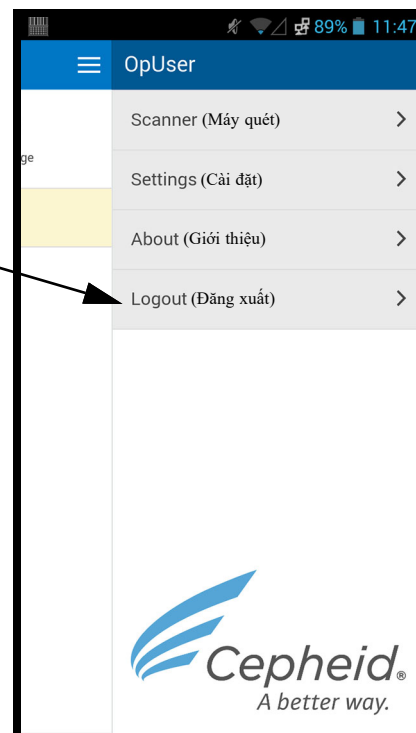 89% 11:47
OpUser
Scanner (Máy quét)
ge
Settings (Cài đặt)
About (Giới thiệu)
Logout (Đăng xuất)
Cepheid®
A better way.